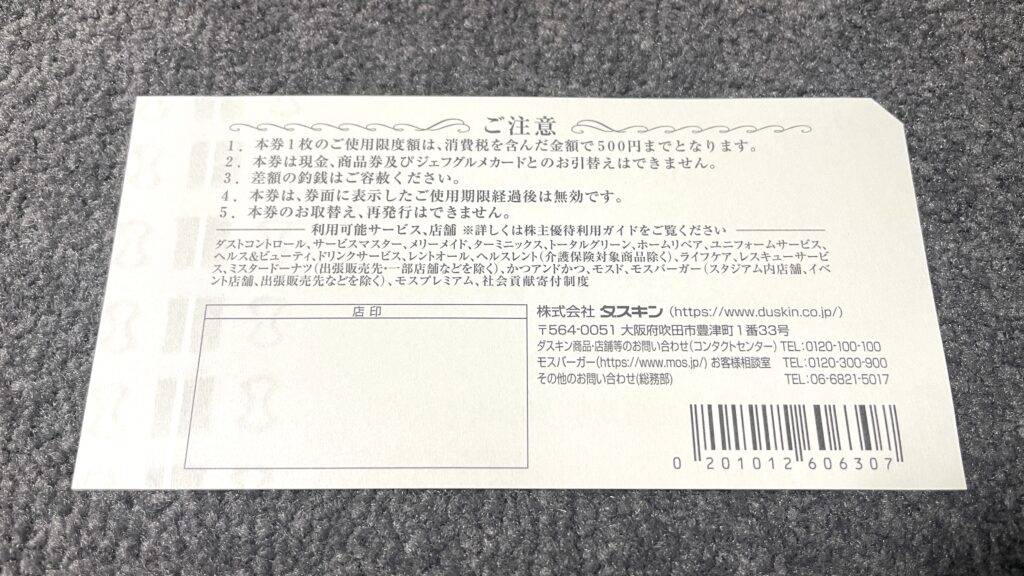 ご注意
1. 本券1枚のご使用限度額は、消費税を含んだ金額で500円までとなります。
2. 本券は現金、商品券及びジェフグルメカードとのお引替えはできません。
3. 差額の釣銭はご容赦ください。
4. 本券は、券面に表示したご使用期限経過後は無効です。
5. 本券のお取替え、再発行はできません。
利用可能サービス、店舗 ※詳しくは株主優待利用ガイドをご覧ください
ダストコントロール、サービスマスター、メリーメイド、ターミニックス、トータルグリーン、ホームリペア、ユニフォームサービス、
ヘルス&ビューティ、ドリンクサービス、レントオール、ヘルスレント(介護保険対象商品除く)、ライフケア、レスキューサービ
ス、ミスタードーナツ(出張販売先・一部店舗などを除く)、かつアンドかつ、モスド、モスバーガー(スタジアム内店舗、イベ
ント店舗、出張販売先などを除く)、モスプレミアム、社会貢献寄付制度
店印
株式会社 ダスキン (https://www.duskin.co.jp/)
〒564-0051 大阪府吹田市豊津町1番33号
ダスキン商品・店舗等のお問い合わせ(コンタクトセンター) TEL:0120-100-100
モスバーガー(https://www.mos.jp/) お客様相談室 TEL:0120-300-900
その他のお問い合わせ(総務部) TEL:06-6821-5017
0 201012 606307